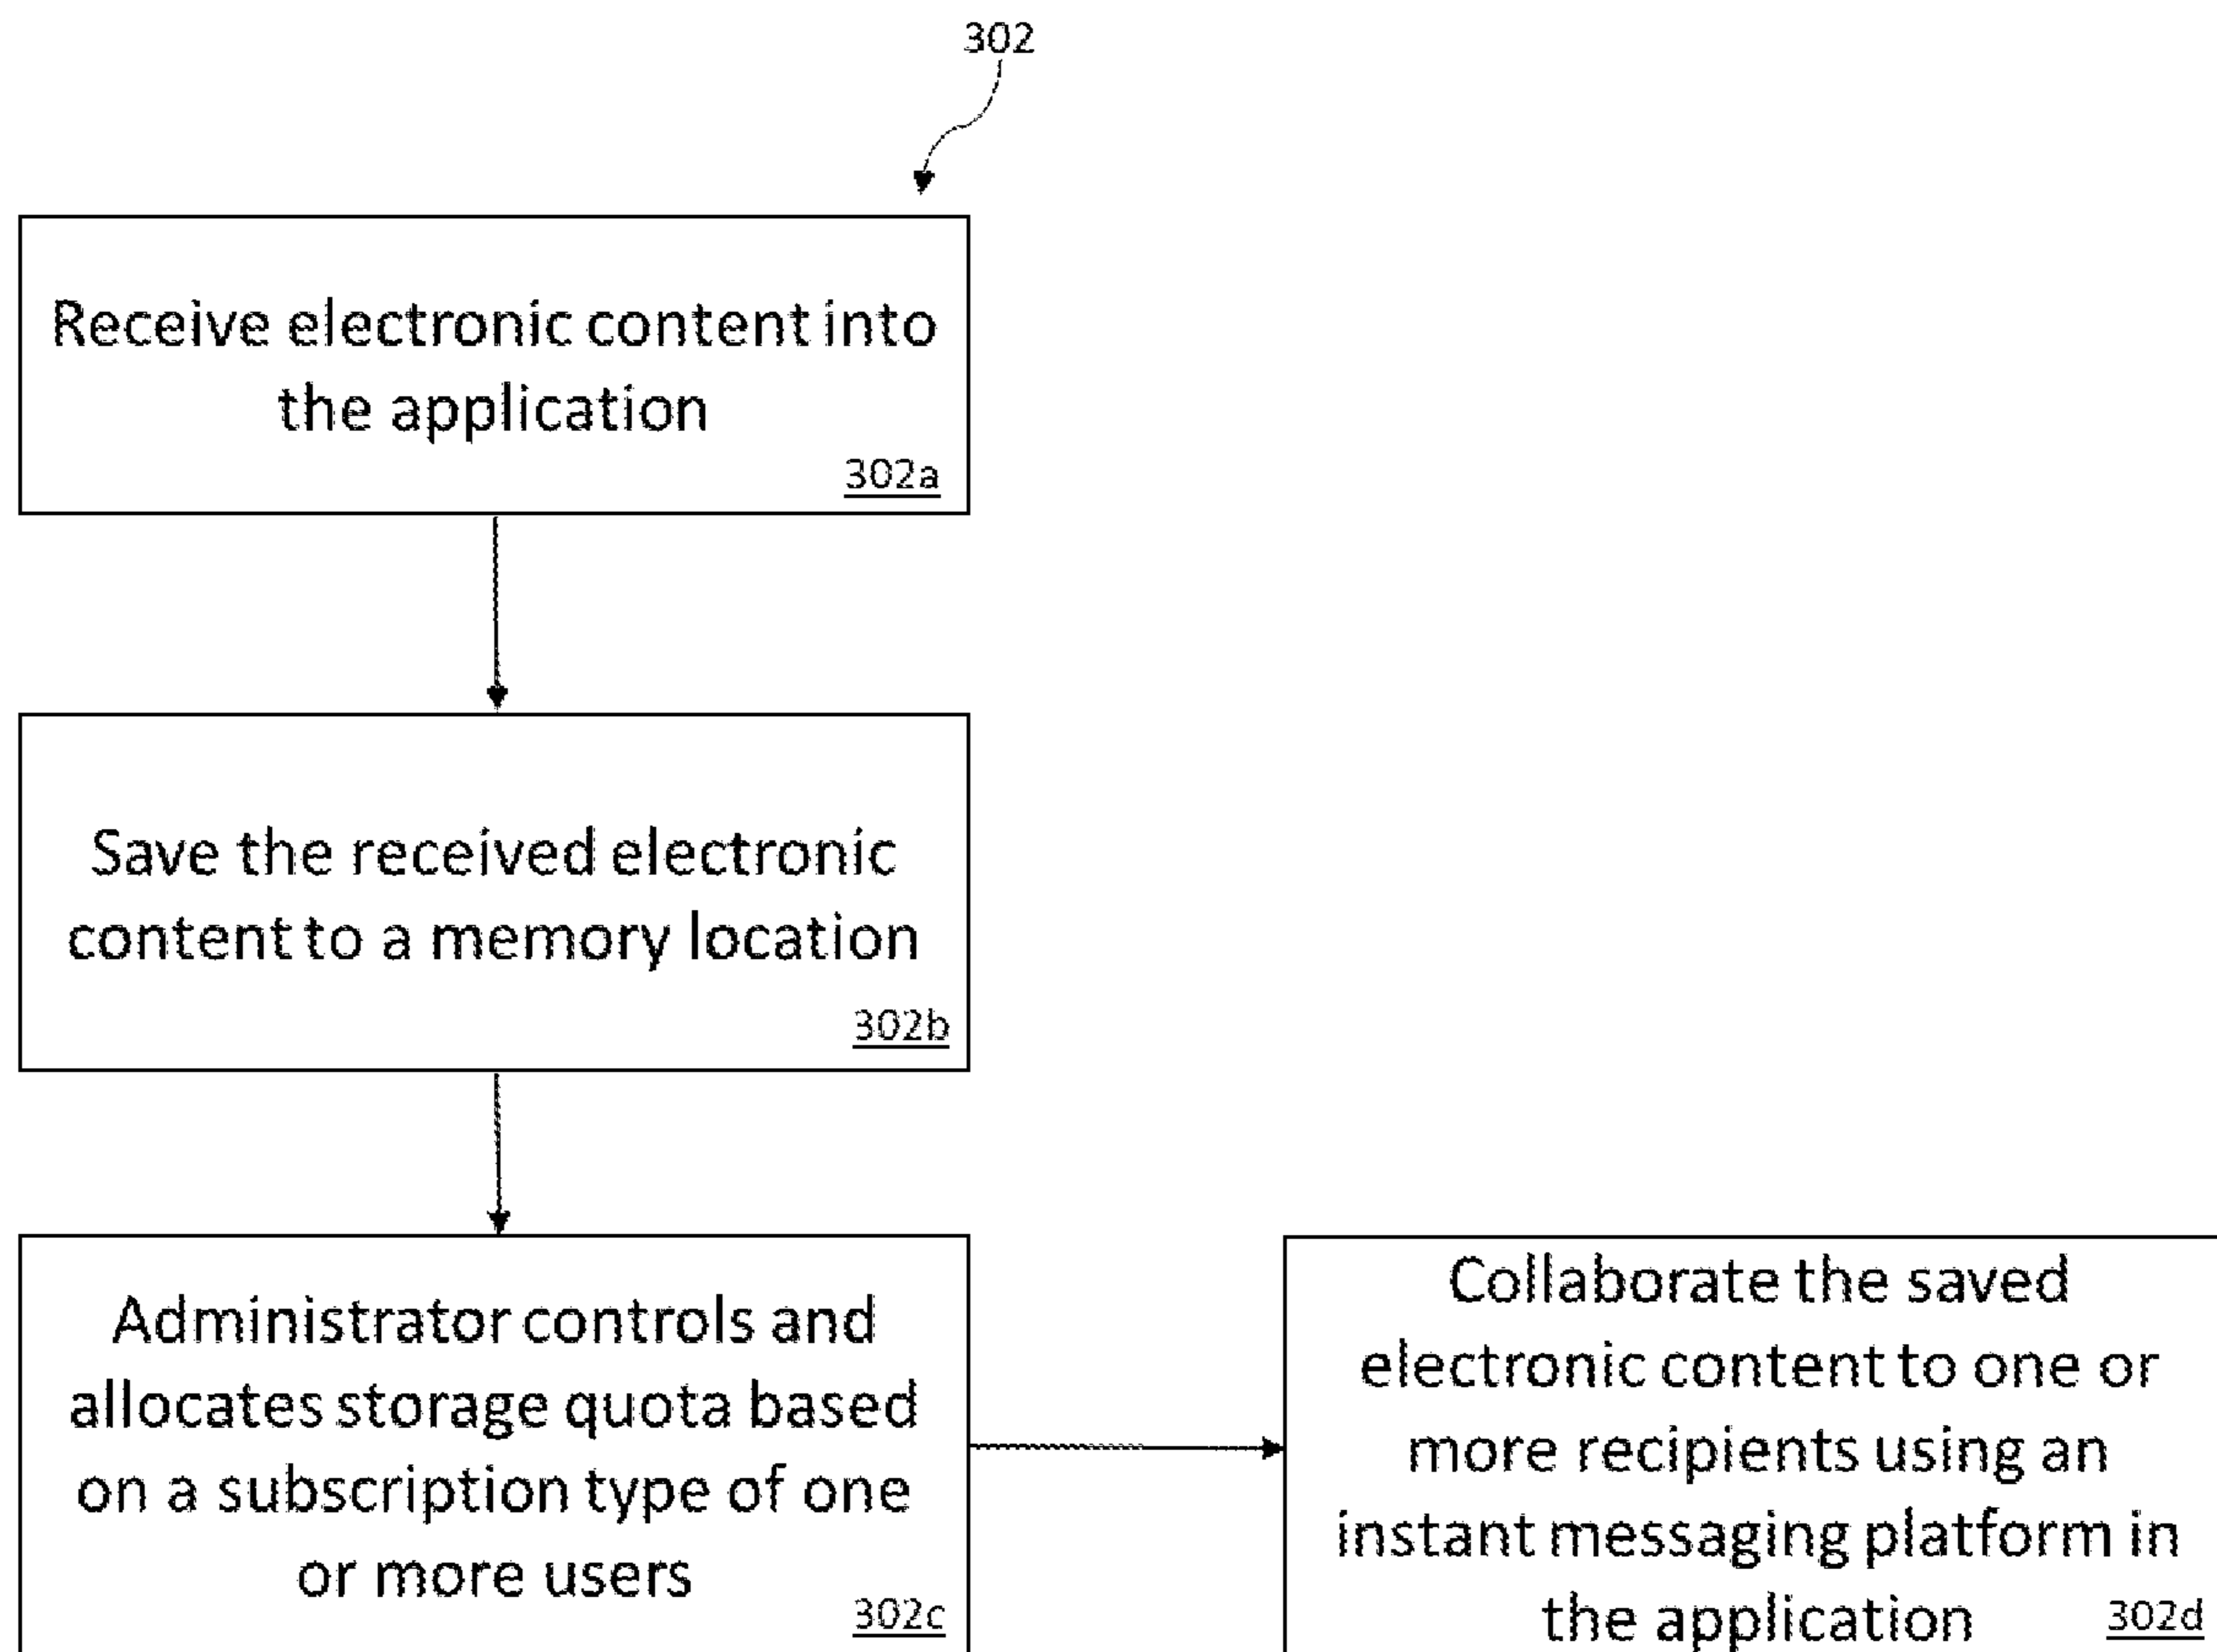 302
Receive electronic content into
the application
302a
Save the received electronic
content to a memory location
302b
Administrator controls and
allocates storage quota based
on a subscription type of one
or more users
302c
Collaborate the saved
electronic content to one or
more recipients using an
instant messaging platform in
the application
302d